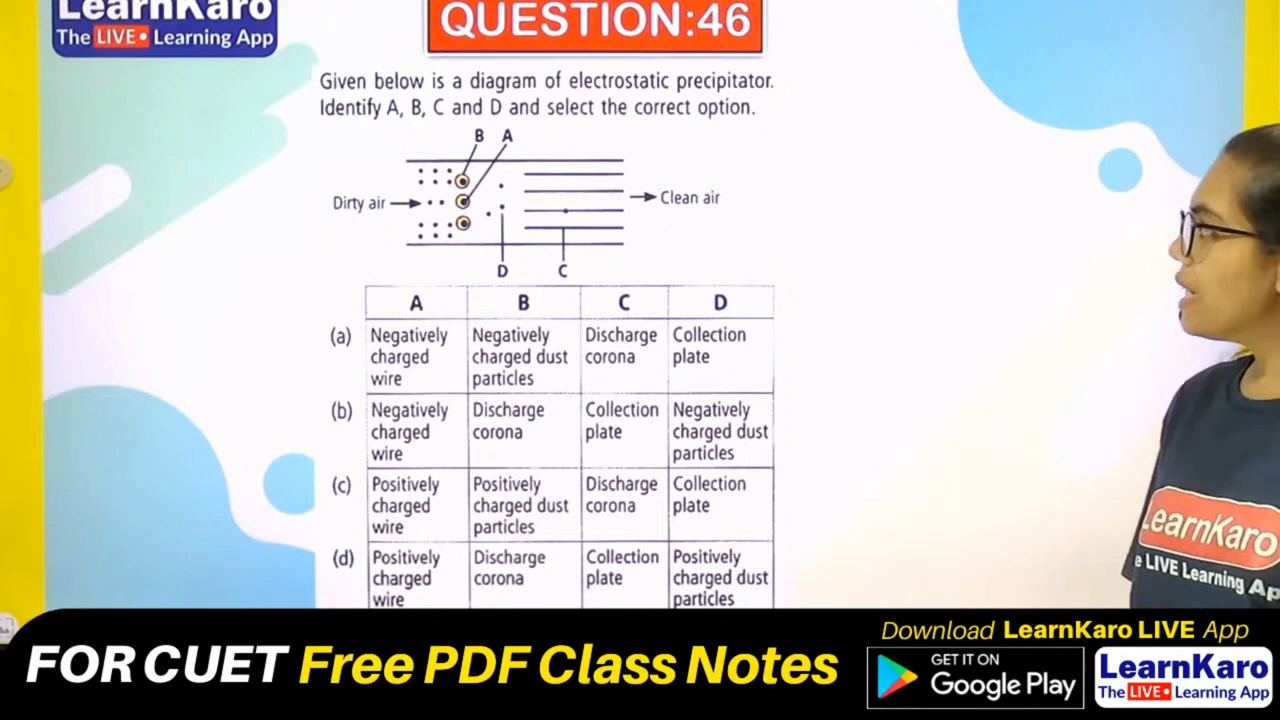 LearnKaro
The LIVE• Learning App
QUESTION:46
Given below is a diagram of electrostatic precipitator.
Identify A, B, C and D and select the correct option.
B A
Dirty air
Clean air
D C
A B C D
(a) Negatively charged wire Negatively charged dust particles Discharge corona Collection plate
(b) Negatively charged wire Discharge corona Collection plate Negatively charged dust particles
(c) Positively charged wire Positively charged dust particles Discharge corona Collection plate
(d) Positively charged wire Discharge corona Collection plate Positively charged dust particles
LearnKaro
e LIVE Learning Ap
FOR CUET Free PDF Class Notes
Download LearnKaro LIVE App
GET IT ON
Google Play
LearnKaro
The LIVE• Learning App